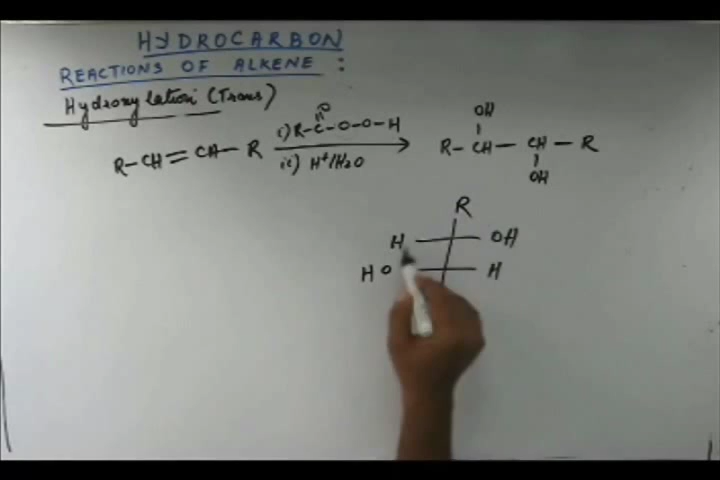 HYDROCARBON
REACTIONS OF ALKENE :
Hydroxylation (Trans)
R-CH=CH-R
i) R-C-O-O-H
O
ii) H+/H2O
OH
R-CH-CH-R
OH
R
H OH
HO H